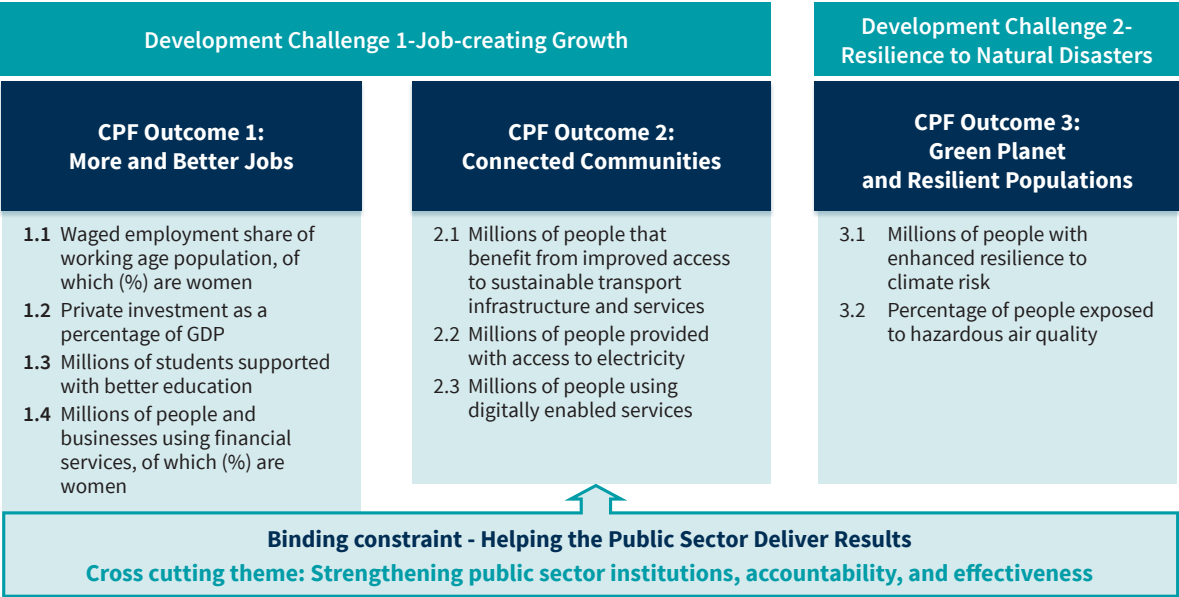 Development Challenge 1-Job-creating Growth
Development Challenge 2-
Resilience to Natural Disasters
CPF Outcome 1:
More and Better Jobs
1.1 Waged employment share of
working age population, of
which (%) are women
1.2 Private investment as a
percentage of GDP
1.3 Millions of students supported
with better education
1.4 Millions of people and
businesses using financial
services, of which (%) are
women
CPF Outcome 2:
Connected Communities
2.1 Millions of people that
benefit from improved access
to sustainable transport
infrastructure and services
2.2 Millions of people provided
with access to electricity
2.3 Millions of people using
digitally enabled services
CPF Outcome 3:
Green Planet
and Resilient Populations
3.1 Millions of people with
enhanced resilience to
climate risk
3.2 Percentage of people exposed
to hazardous air quality
Binding constraint - Helping the Public Sector Deliver Results
Cross cutting theme: Strengthening public sector institutions, accountability, and effectiveness